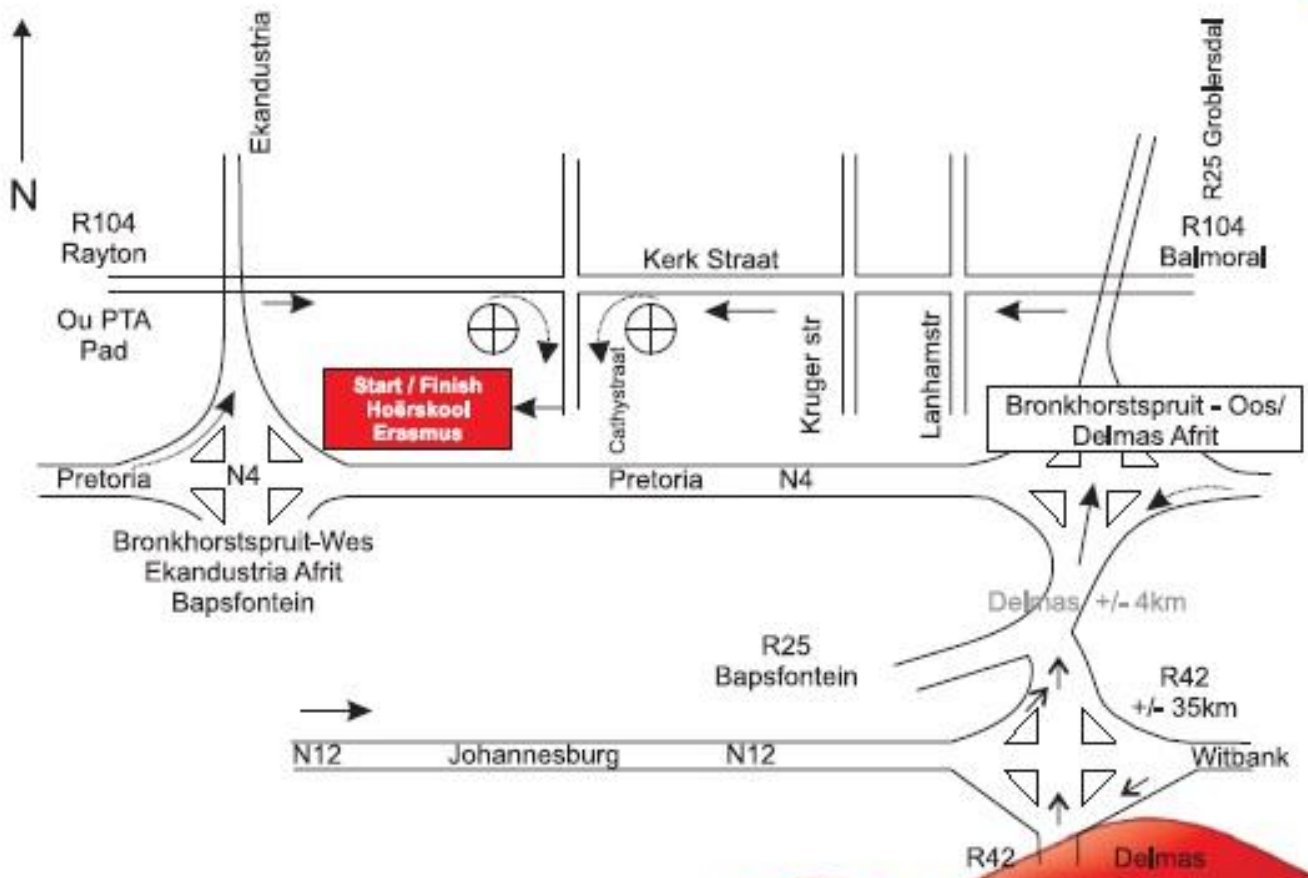 Ekandustria
R25 Groblersdal
N
R104
Rayton
Kerk Straat
R104
Balmoral
Ou PTA
Pad
Cathystraat
Kruger str
Lanhamstr
Start / Finish
Hoërskool
Erasmus
Bronkhorstspruit - Oos/
Delmas Afrit
Pretoria
N4
Pretoria
N4
Bronkhorstspruit-Wes
Ekandustria Afrit
Bapsfontein
Delmas +/- 4km
R25
Bapsfontein
R42
+/- 35km
N12
Johannesburg
N12
Witbank
R42
Delmas